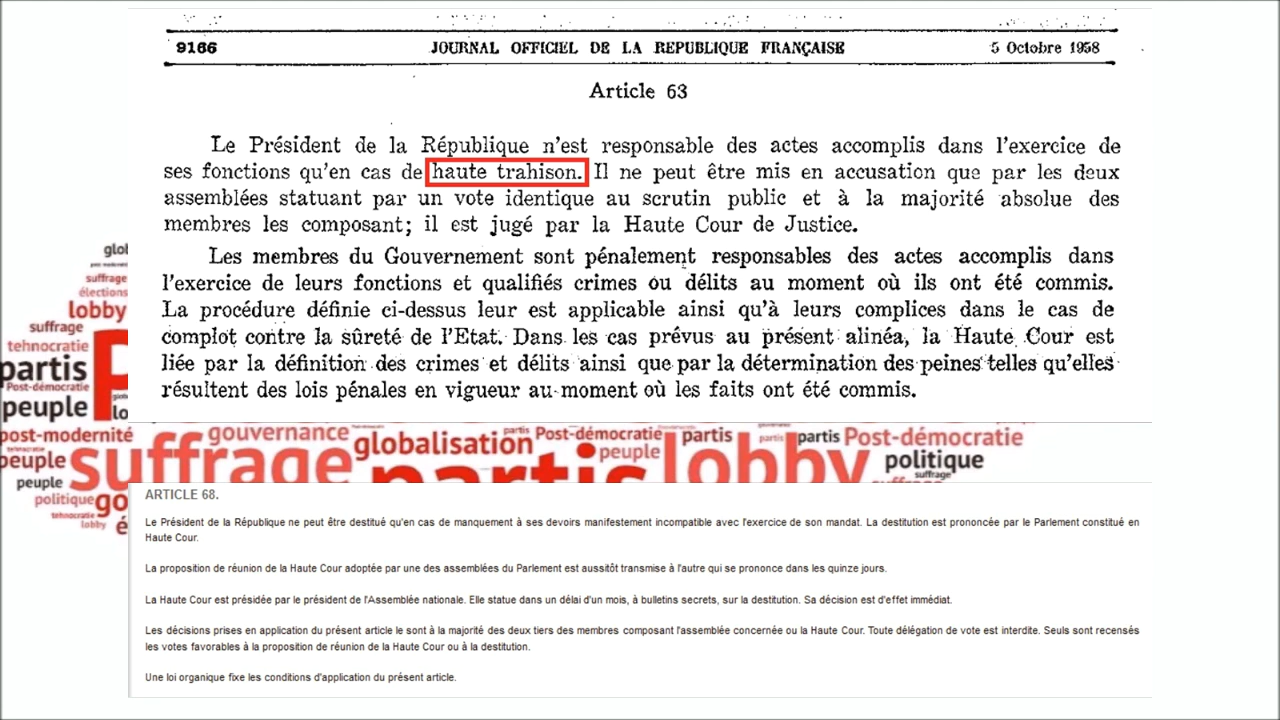 9166 JOURNAL OFFICIEL DE LA REPUBLIQUE FRANÇAISE 5 Octobre 1958
Article 63
Le Président de la République n'est responsable des actes accomplis dans l'exercice de
ses fonctions qu'en cas de haute trahison. Il ne peut être mis en accusation que par les deux
assemblées statuant par un vote identique au scrutin public et à la majorité absolue des
membres les composant; il est jugé par la Haute Cour de Justice.
Les membres du Gouvernement sont pénalement responsables des actes accomplis dans
l'exercice de leurs fonctions et qualifiés crimes ou délits au moment où ils ont été commis.
La procédure définie ci-dessus leur est applicable ainsi qu'à leurs complices dans le cas de
complot contre la sûreté de l'Etat. Dans les cas prévus au présent alinéa, la Haute Cour est
liée par la définition des crimes et délits ainsi que par la détermination des peines telles qu'elles
résultent des lois pénales en vigueur au moment où les faits ont été commis.
glob
suffrage
élections
lobby
suffrage
tehnocratie
partis
Post-démocratie
peuple
lo
post-modernité
gouvernance
globalisation
partis
Post-démocratie
partis
partis
partis
Post-démocratie
peuple
suffrage
partis
lobby
peuple
politique
suffrage
peuple
politique
go
tehnocratie
lobby
é
ARTICLE 68.
Le Président de la République ne peut être destitué qu'en cas de manquement à ses devoirs manifestement incompatible avec l'exercice de son mandat. La destitution est prononcée par le Parlement constitué en
Haute Cour.
La proposition de réunion de la Haute Cour adoptée par une des assemblées du Parlement est aussitôt transmise à l'autre qui se prononce dans les quinze jours.
La Haute Cour est présidée par le président de l'Assemblée nationale. Elle statue dans un délai d'un mois, à bulletins secrets, sur la destitution. Sa décision est d'effet immédiat.
Les décisions prises en application du présent article le sont à la majorité des deux tiers des membres composant l'assemblée concernée ou la Haute Cour. Toute délégation de vote est interdite. Seuls sont recensés
les votes favorables à la proposition de réunion de la Haute Cour ou à la destitution.
Une loi organique fixe les conditions d'application du présent article.